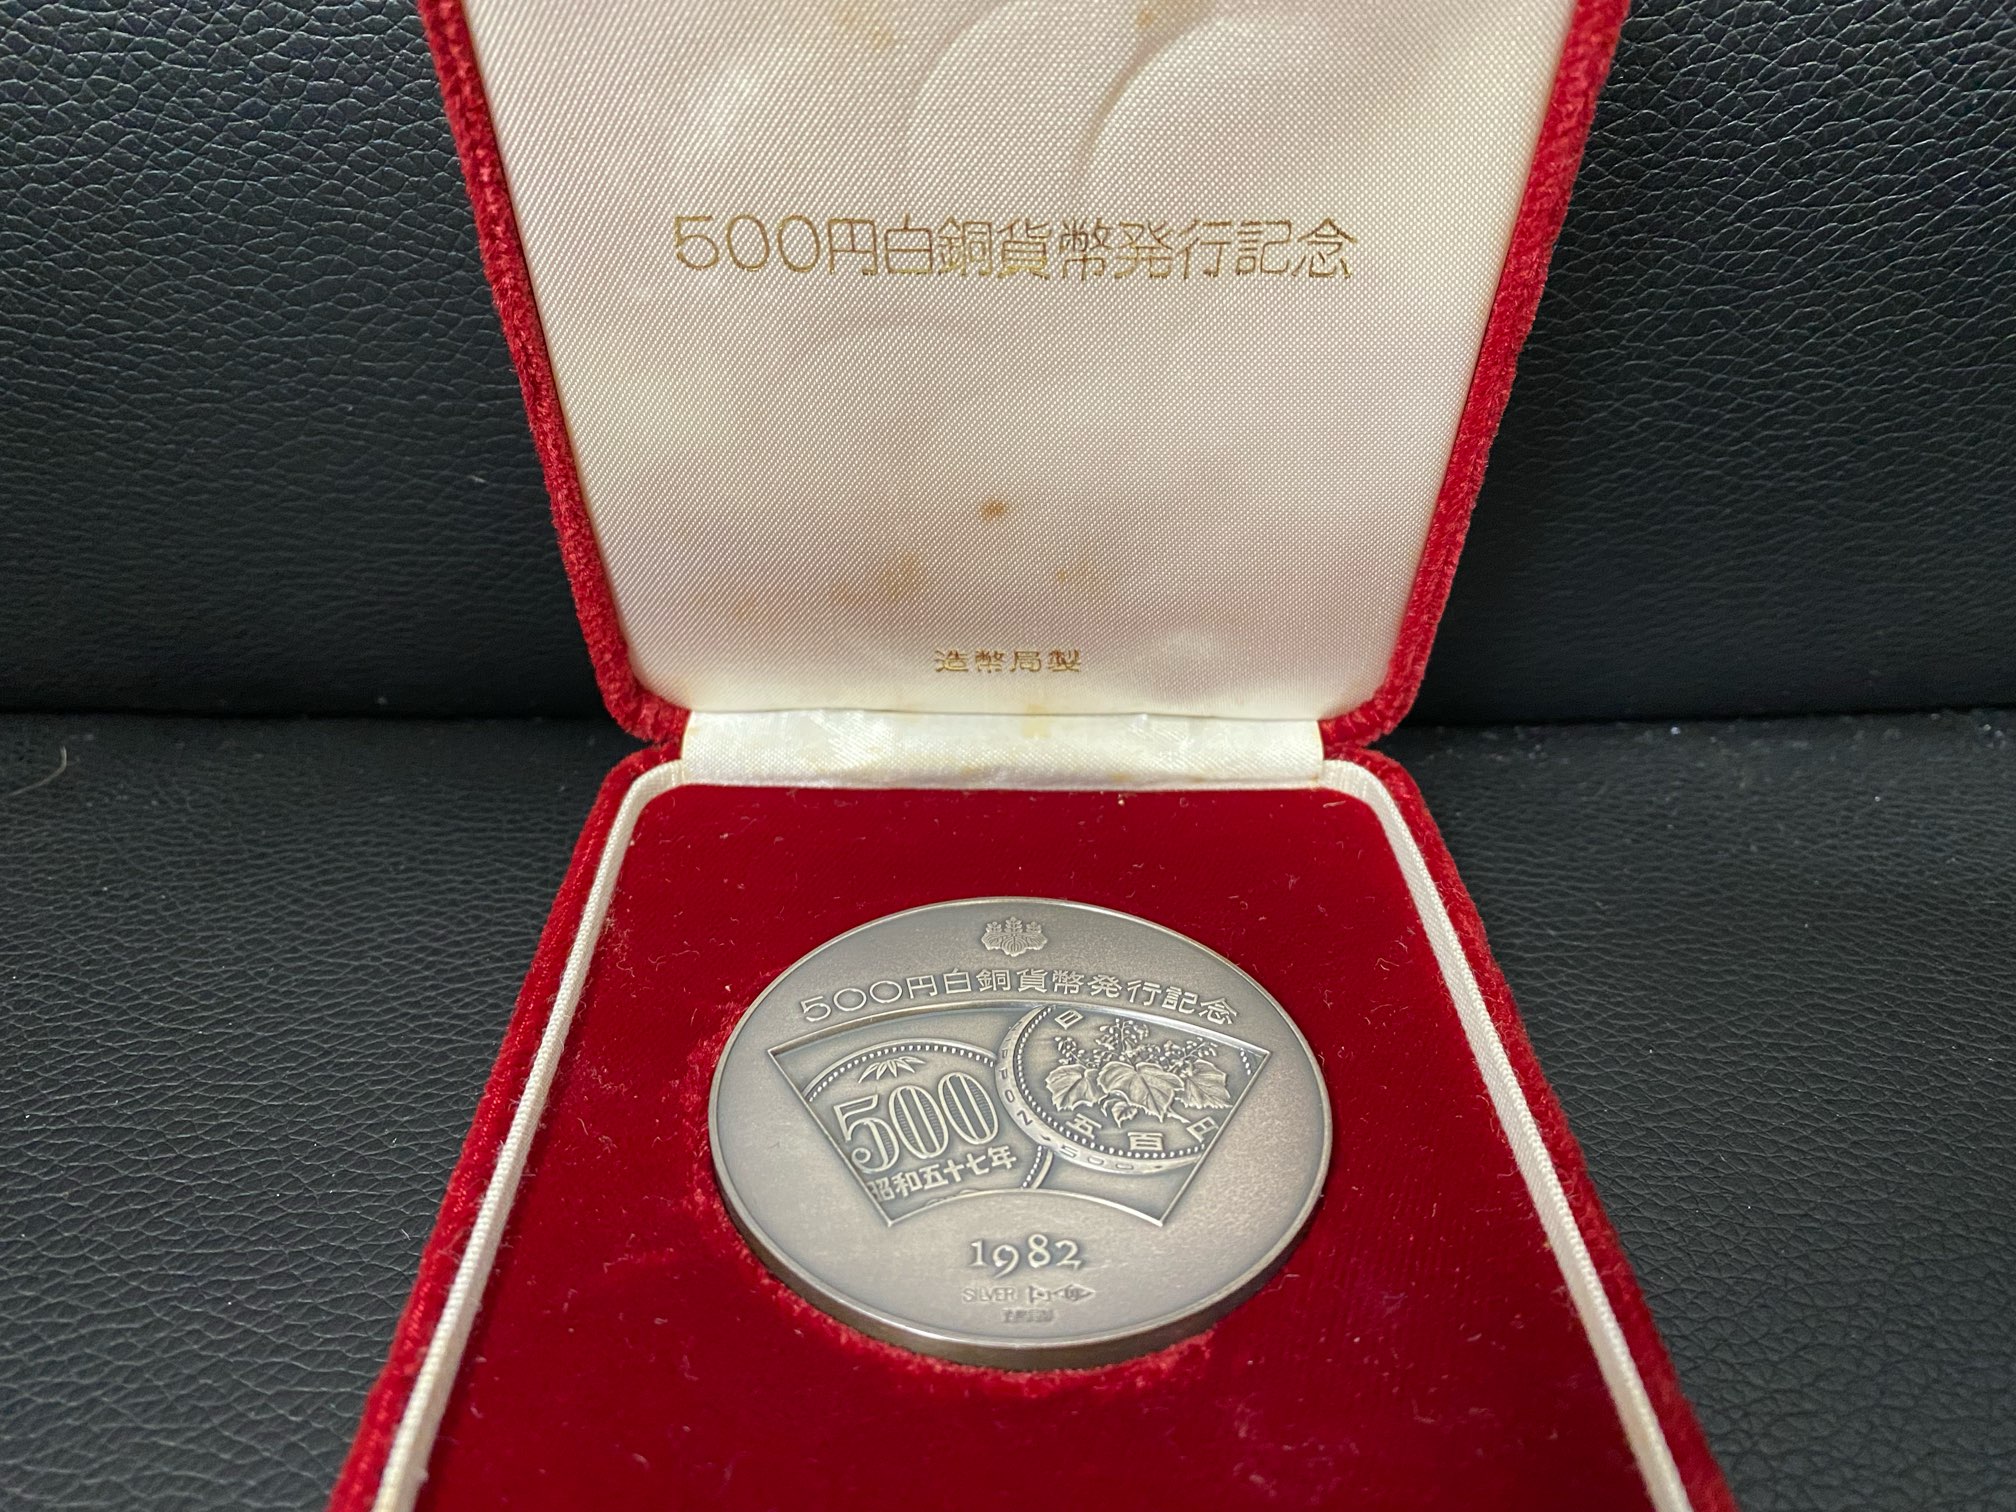 500円白銅貨幣発行記念
造幣局製
500円白銅貨幣発行記念
500
昭和五十七年
日
五百円
NIPPON 500
1982
SILVER